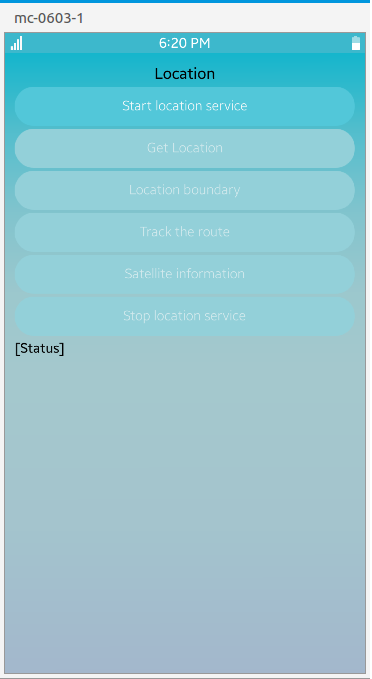 mc-0603-1
6:20 PM
Location
Start location service
Get Location
Location boundary
Track the route
Satellite information
Stop location service
[Status]